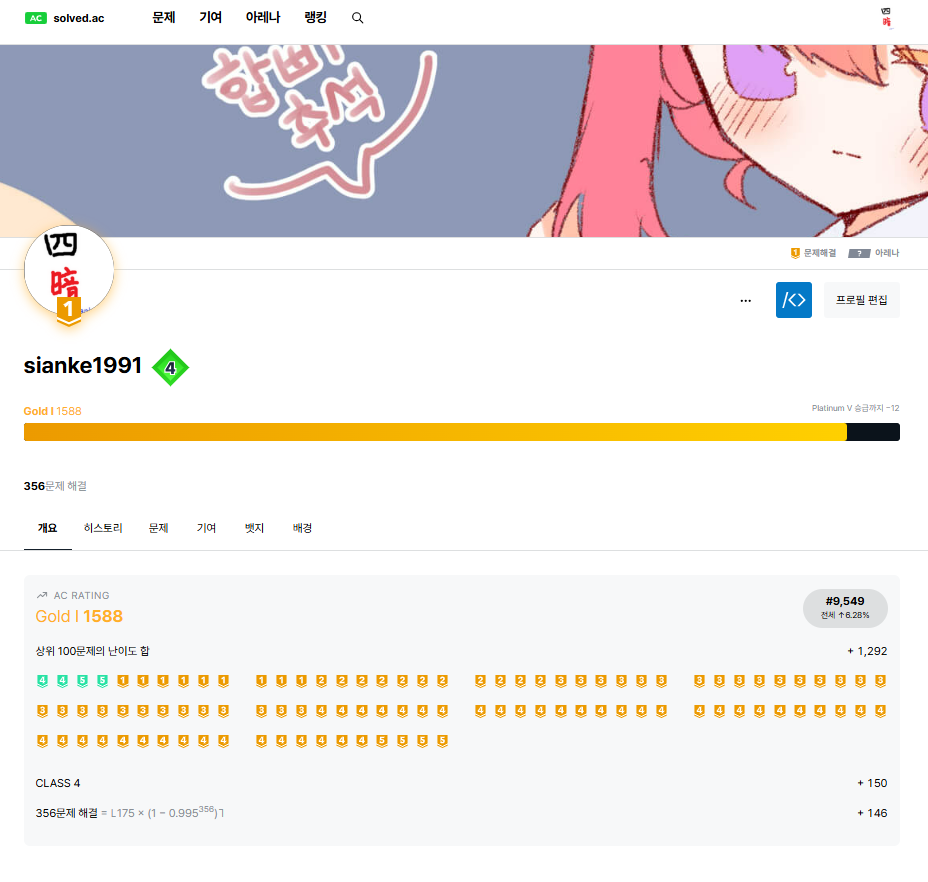 AC solved.ac 문제 기여 아레나 랭킹
四
暗
합빠
추석
1 문제해결 ? 아레나
四
暗
1
... /<> 프로필 편집
sianke1991 4
Gold I 1588 Platinum V 승급까지 −12
356문제 해결
개요 히스토리 문제 기여 뱃지 배경
AC RATING
Gold I 1588
#9,549
전체 ↑6.28%
상위 100문제의 난이도 합 + 1,292
4 4 5 5 1 1 1 1 1 1 1 1 1 2 2 2 2 2 2 2 2 2 2 2 3 3 3 3 3 3 3 3 3 3 3 3 3 3 3 3
3 3 3 3 3 3 3 3 3 3 3 3 3 4 4 4 4 4 4 4 4 4 4 4 4 4 4 4 4 4 4 4 4 4 4 4 4 4 4 4
4 4 4 4 4 4 4 4 4 4 4 4 4 4 4 4 5 5 5 5
CLASS 4 + 150
356문제 해결 = ⌊175 × (1 − 0.995^356)⌉ + 146